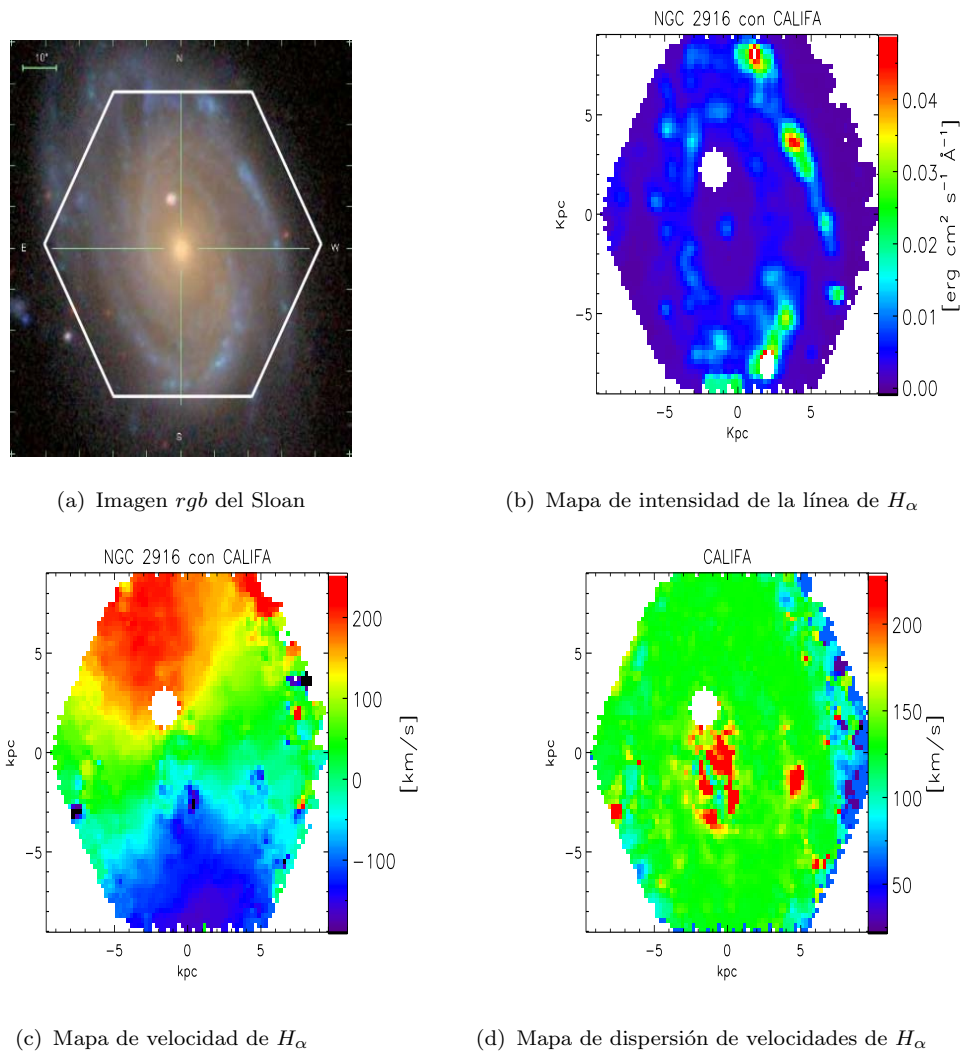 NGC 2916 con CALIFA
10"
N
E
W
S
Kpc
5
0
−5
−5
0
5
Kpc
0.04
0.03
0.02
0.01
0.00
[erg cm² s⁻¹ Å⁻¹]
(a) Imagen rgb del Sloan
(b) Mapa de intensidad de la línea de Hα
NGC 2916 con CALIFA
kpc
5
0
−5
−5
0
5
kpc
200
100
0
−100
[km/s]
CALIFA
kpc
5
0
−5
−5
0
5
kpc
200
150
100
50
[km/s]
(c) Mapa de velocidad de Hα
(d) Mapa de dispersión de velocidades de Hα